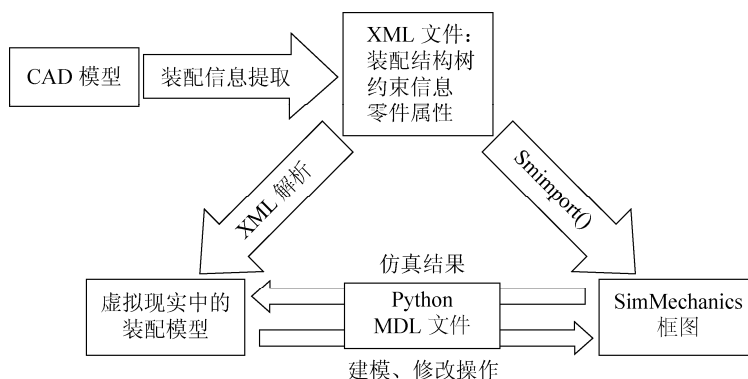 CAD 模型
装配信息提取
XML 文件：
装配结构树
约束信息
零件属性
XML 解析
Smimport()
仿真结果
虚拟现实中的
装配模型
Python
MDL 文件
SimMechanics
框图
建模、修改操作